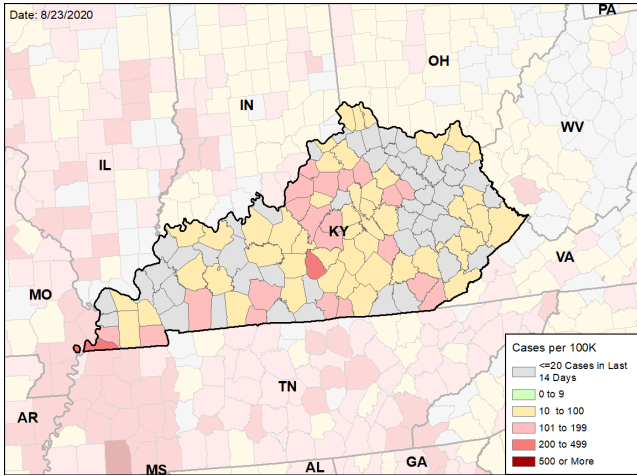 Date: 8/23/2020
PA
OH
IN
WV
IL
KY
VA
MO
TN
AR
MS
AL
GA
Cases per 100K
<=20 Cases in Last
14 Days
0 to 9
10 to 100
101 to 199
200 to 499
500 or More